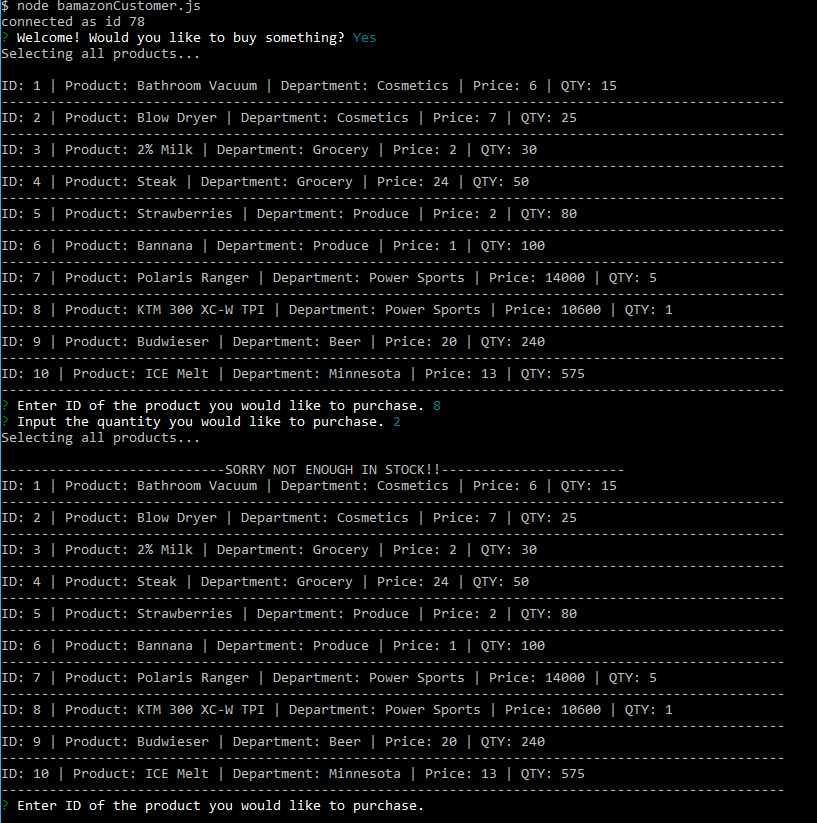 $ node bamazonCustomer.js
connected as id 78
? Welcome! Would you like to buy something? Yes
Selecting all products...
ID: 1 | Product: Bathroom Vacuum | Department: Cosmetics | Price: 6 | QTY: 15
--------------------------------------------------------------------------------------------------
ID: 2 | Product: Blow Dryer | Department: Cosmetics | Price: 7 | QTY: 25
--------------------------------------------------------------------------------------------------
ID: 3 | Product: 2% Milk | Department: Grocery | Price: 2 | QTY: 30
--------------------------------------------------------------------------------------------------
ID: 4 | Product: Steak | Department: Grocery | Price: 24 | QTY: 50
--------------------------------------------------------------------------------------------------
ID: 5 | Product: Strawberries | Department: Produce | Price: 2 | QTY: 80
--------------------------------------------------------------------------------------------------
ID: 6 | Product: Bannana | Department: Produce | Price: 1 | QTY: 100
--------------------------------------------------------------------------------------------------
ID: 7 | Product: Polaris Ranger | Department: Power Sports | Price: 14000 | QTY: 5
--------------------------------------------------------------------------------------------------
ID: 8 | Product: KTM 300 XC-W TPI | Department: Power Sports | Price: 10600 | QTY: 1
--------------------------------------------------------------------------------------------------
ID: 9 | Product: Budwieser | Department: Beer | Price: 20 | QTY: 240
--------------------------------------------------------------------------------------------------
ID: 10 | Product: ICE Melt | Department: Minnesota | Price: 13 | QTY: 575
--------------------------------------------------------------------------------------------------
? Enter ID of the product you would like to purchase. 8
? Input the quantity you would like to purchase. 2
Selecting all products...
----------------------------SORRY NOT ENOUGH IN STOCK!!-----------------------
ID: 1 | Product: Bathroom Vacuum | Department: Cosmetics | Price: 6 | QTY: 15
--------------------------------------------------------------------------------------------------
ID: 2 | Product: Blow Dryer | Department: Cosmetics | Price: 7 | QTY: 25
--------------------------------------------------------------------------------------------------
ID: 3 | Product: 2% Milk | Department: Grocery | Price: 2 | QTY: 30
--------------------------------------------------------------------------------------------------
ID: 4 | Product: Steak | Department: Grocery | Price: 24 | QTY: 50
--------------------------------------------------------------------------------------------------
ID: 5 | Product: Strawberries | Department: Produce | Price: 2 | QTY: 80
--------------------------------------------------------------------------------------------------
ID: 6 | Product: Bannana | Department: Produce | Price: 1 | QTY: 100
--------------------------------------------------------------------------------------------------
ID: 7 | Product: Polaris Ranger | Department: Power Sports | Price: 14000 | QTY: 5
--------------------------------------------------------------------------------------------------
ID: 8 | Product: KTM 300 XC-W TPI | Department: Power Sports | Price: 10600 | QTY: 1
--------------------------------------------------------------------------------------------------
ID: 9 | Product: Budwieser | Department: Beer | Price: 20 | QTY: 240
--------------------------------------------------------------------------------------------------
ID: 10 | Product: ICE Melt | Department: Minnesota | Price: 13 | QTY: 575
--------------------------------------------------------------------------------------------------
? Enter ID of the product you would like to purchase.